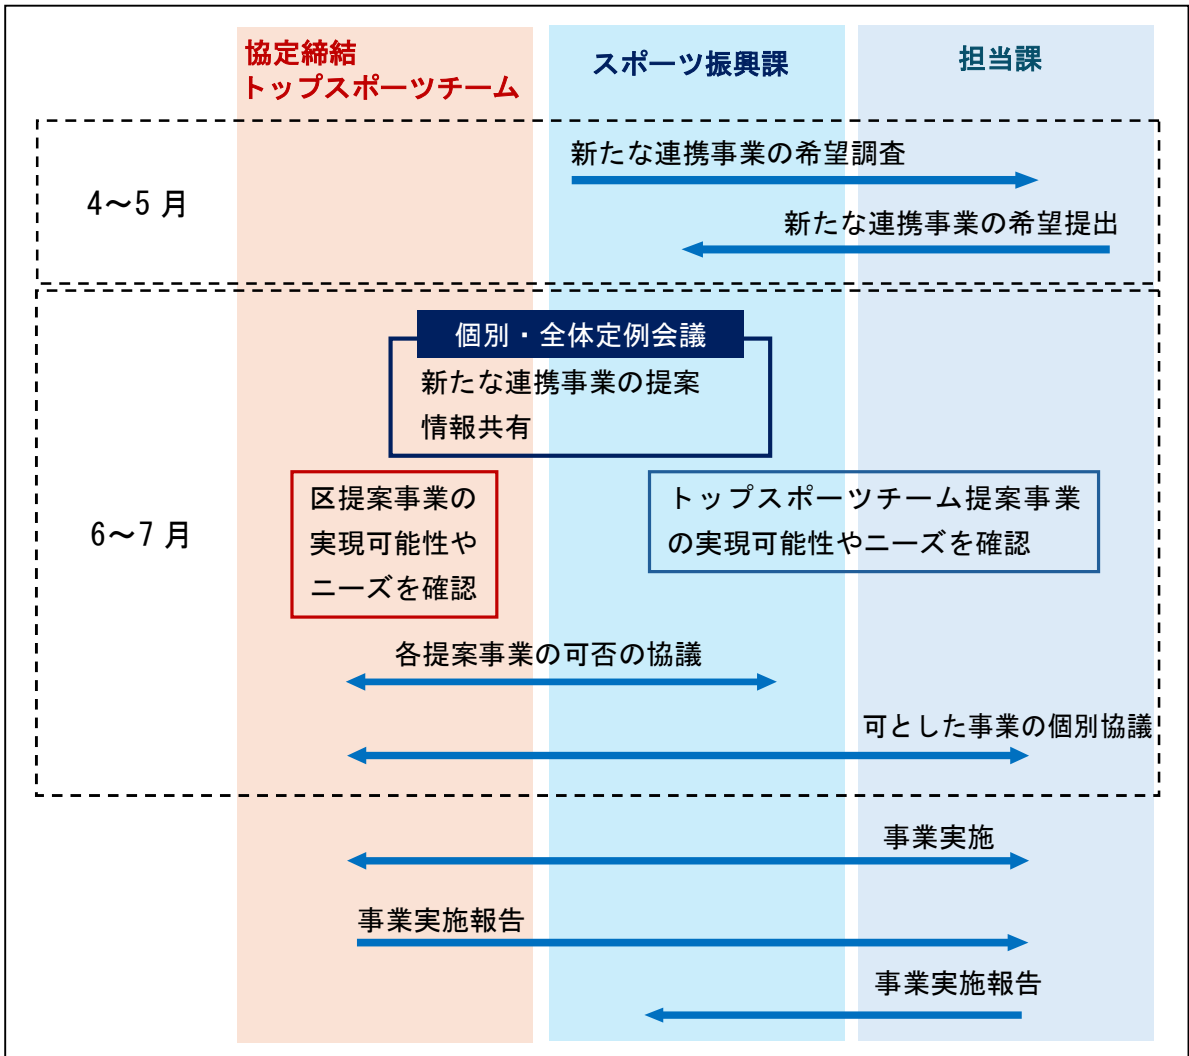 協定締結
トップスポーツチーム
スポーツ振興課
担当課
4～5 月
新たな連携事業の希望調査
新たな連携事業の希望提出
6～7 月
個別・全体定例会議
新たな連携事業の提案
情報共有
区提案事業の
実現可能性や
ニーズを確認
トップスポーツチーム提案事業
の実現可能性やニーズを確認
各提案事業の可否の協議
可とした事業の個別協議
事業実施
事業実施報告
事業実施報告